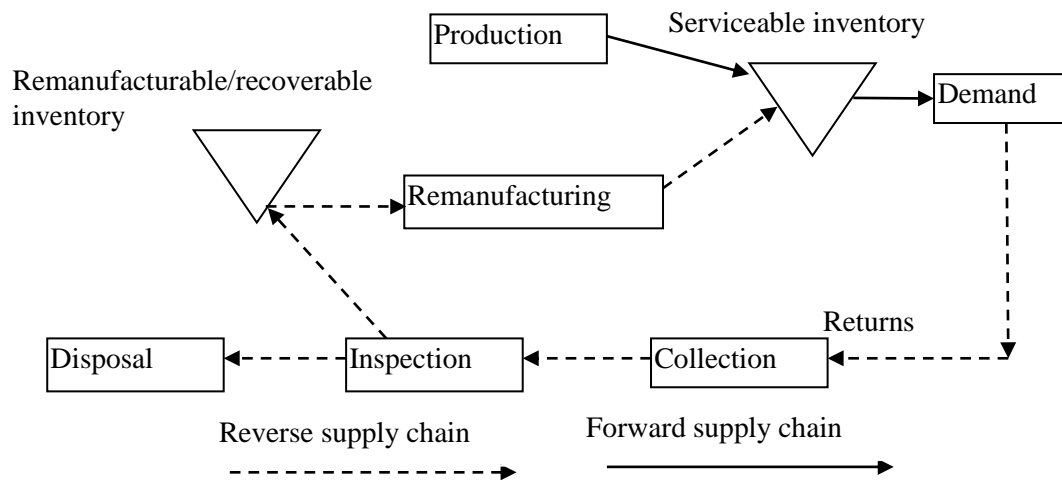 Serviceable inventory
Production
Remanufacturable/recoverable
inventory
Demand
Remanufacturing
Returns
Disposal
Inspection
Collection
Reverse supply chain
Forward supply chain